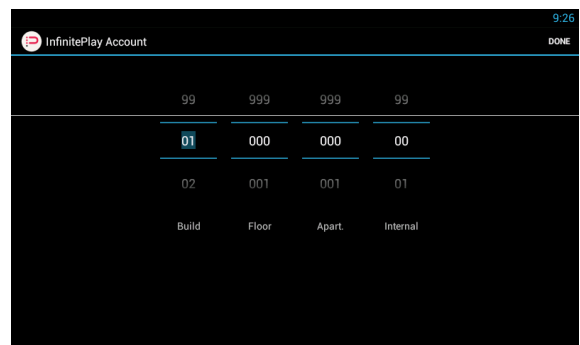 9:26
InfinitePlay Account DONE
99 999 999 99
01 000 000 00
02 001 001 01
Build Floor Apart. Internal